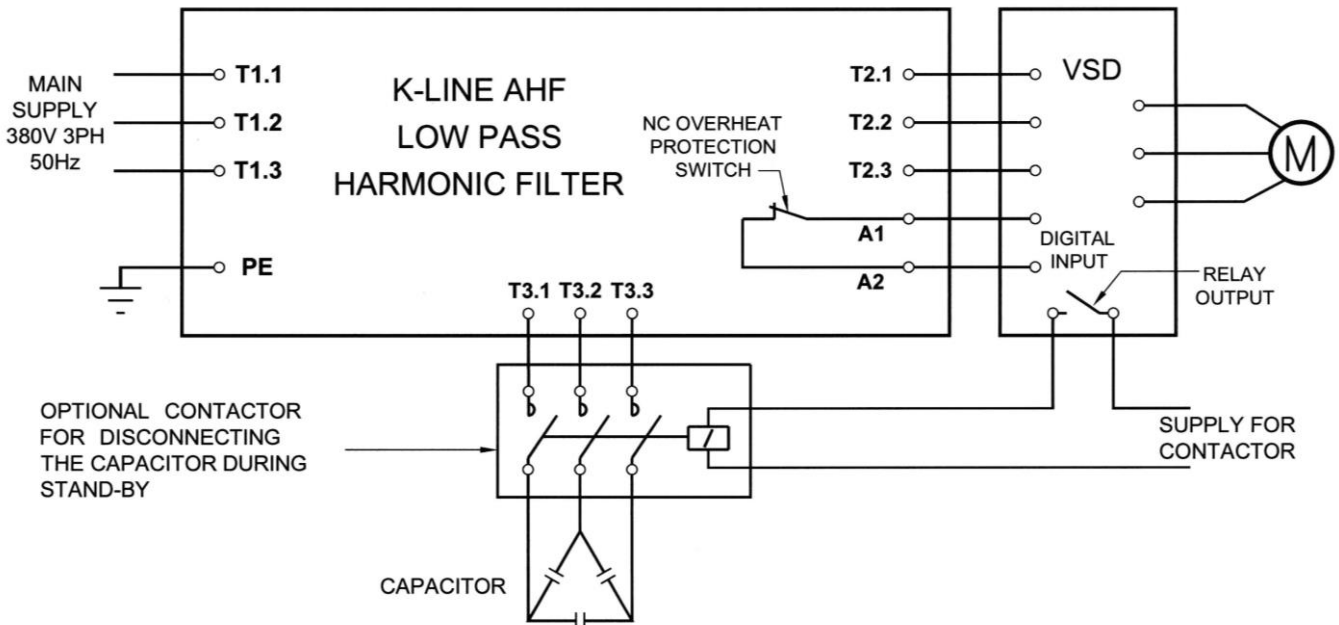 MAIN
SUPPLY
380V 3PH
50Hz
T1.1
T1.2
T1.3
PE
K-LINE AHF
LOW PASS
HARMONIC FILTER
NC OVERHEAT
PROTECTION
SWITCH
T2.1
T2.2
T2.3
A1
A2
T3.1 T3.2 T3.3
VSD
M
DIGITAL
INPUT
RELAY
OUTPUT
OPTIONAL CONTACTOR
FOR DISCONNECTING
THE CAPACITOR DURING
STAND-BY
SUPPLY FOR
CONTACTOR
CAPACITOR